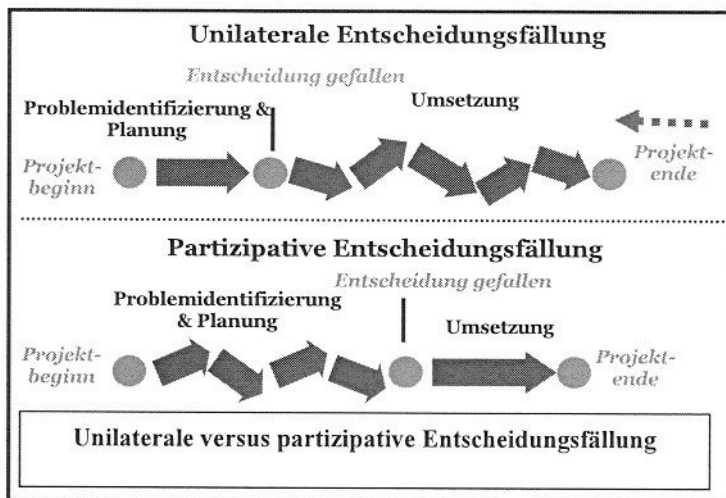 Unilaterale Entscheidungsfällung
Entscheidung gefallen
Problemidentifizierung &
Planung
Umsetzung
Projekt-
beginn
Projekt-
ende
Partizipative Entscheidungsfällung
Entscheidung gefallen
Problemidentifizierung
& Planung
Umsetzung
Projekt-
beginn
Projekt-
ende
Unilaterale versus partizipative Entscheidungsfällung